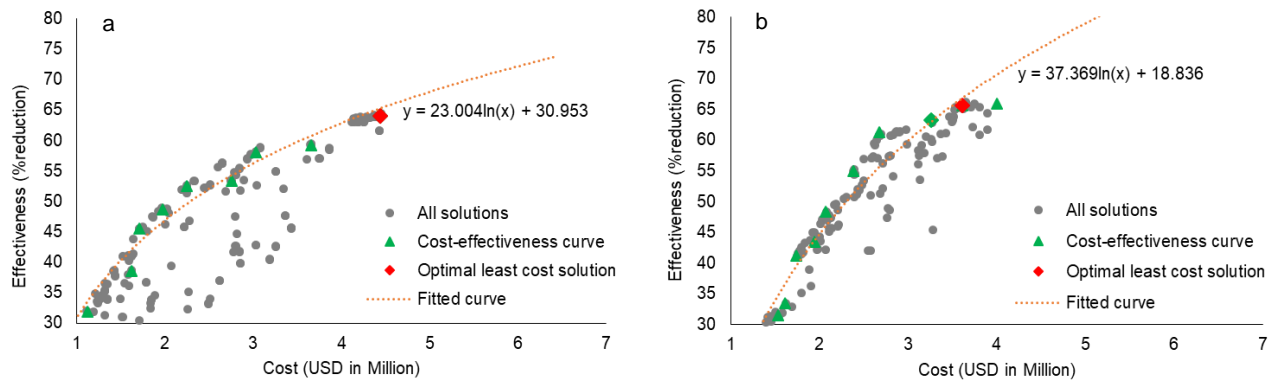 a
Effectiveness (%reduction)
80
75
70
65
60
55
50
45
40
35
30
y = 23.004ln(x) + 30.953
All solutions
Cost-effectiveness curve
Optimal least cost solution
Fitted curve
1 2 3 4 5 6 7
Cost (USD in Million)
b
Effectiveness (%reduction)
80
75
70
65
60
55
50
45
40
35
30
y = 37.369ln(x) + 18.836
All solutions
Cost-effectiveness curve
Optimal least cost solution
Fitted curve
1 2 3 4 5 6 7
Cost (USD in Million)